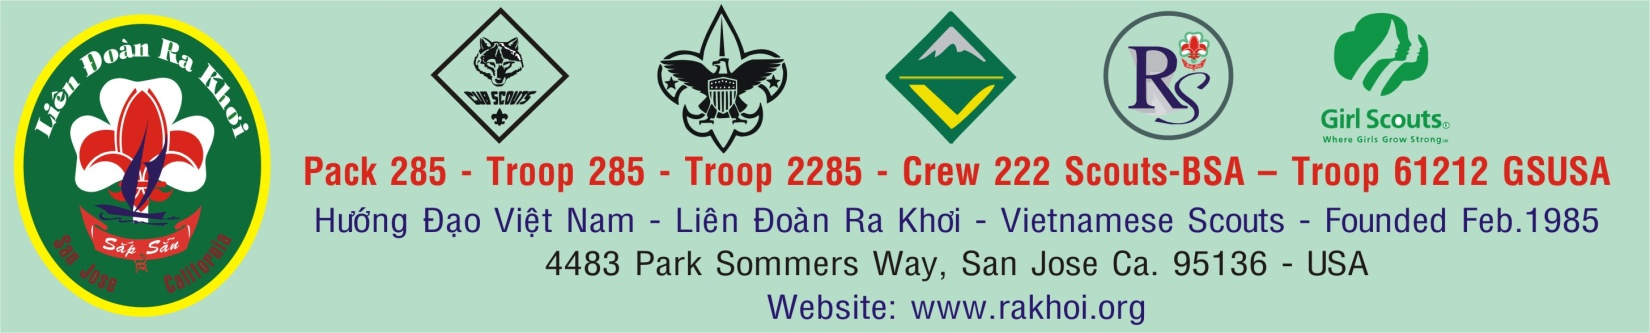 Liên Đoàn Ra Khơi
Sắp Sẵn
San Jose California
CUB SCOUTS
RS
Girl Scouts
Where Girls Grow Strong
Pack 285 - Troop 285 - Troop 2285 - Crew 222 Scouts-BSA – Troop 61212 GSUSA
Hướng Đạo Việt Nam - Liên Đoàn Ra Khơi - Vietnamese Scouts - Founded Feb.1985
4483 Park Sommers Way, San Jose Ca. 95136 - USA
Website: www.rakhoi.org